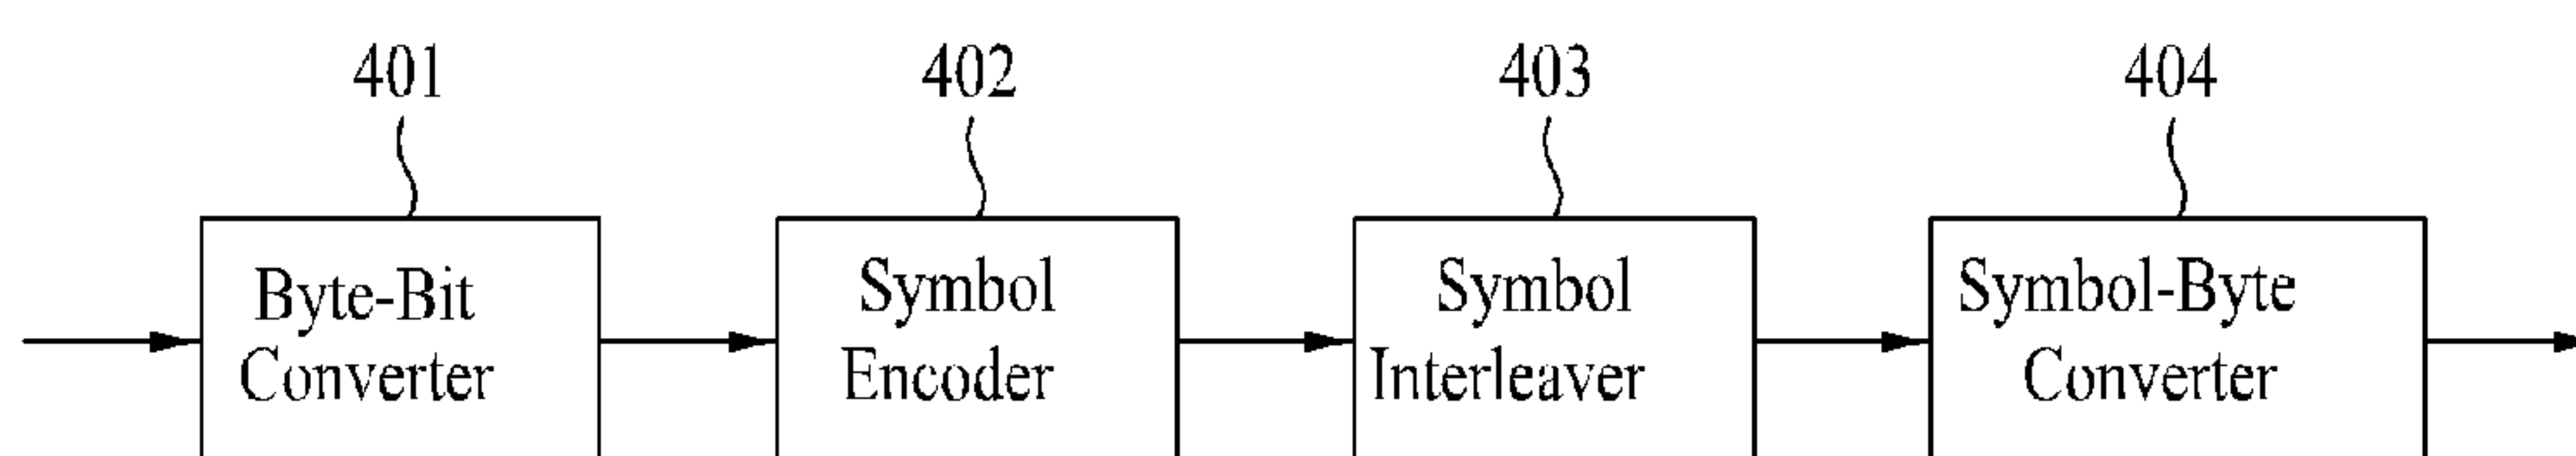 401
402
403
404
Byte-Bit
Converter
Symbol
Encoder
Symbol
Interleaver
Symbol-Byte
Converter